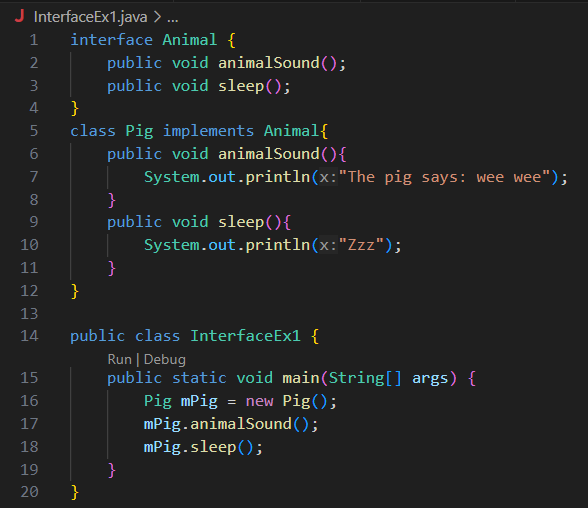 J InterfaceEx1.java > ...
1 interface Animal {
2     public void animalSound();
3     public void sleep();
4 }
5 class Pig implements Animal{
6     public void animalSound(){
7         System.out.println(x:"The pig says: wee wee");
8     }
9     public void sleep(){
10         System.out.println(x:"Zzz");
11     }
12 }
13
14 public class InterfaceEx1 {
Run | Debug
15     public static void main(String[] args) {
16         Pig mPig = new Pig();
17         mPig.animalSound();
18         mPig.sleep();
19     }
20 }